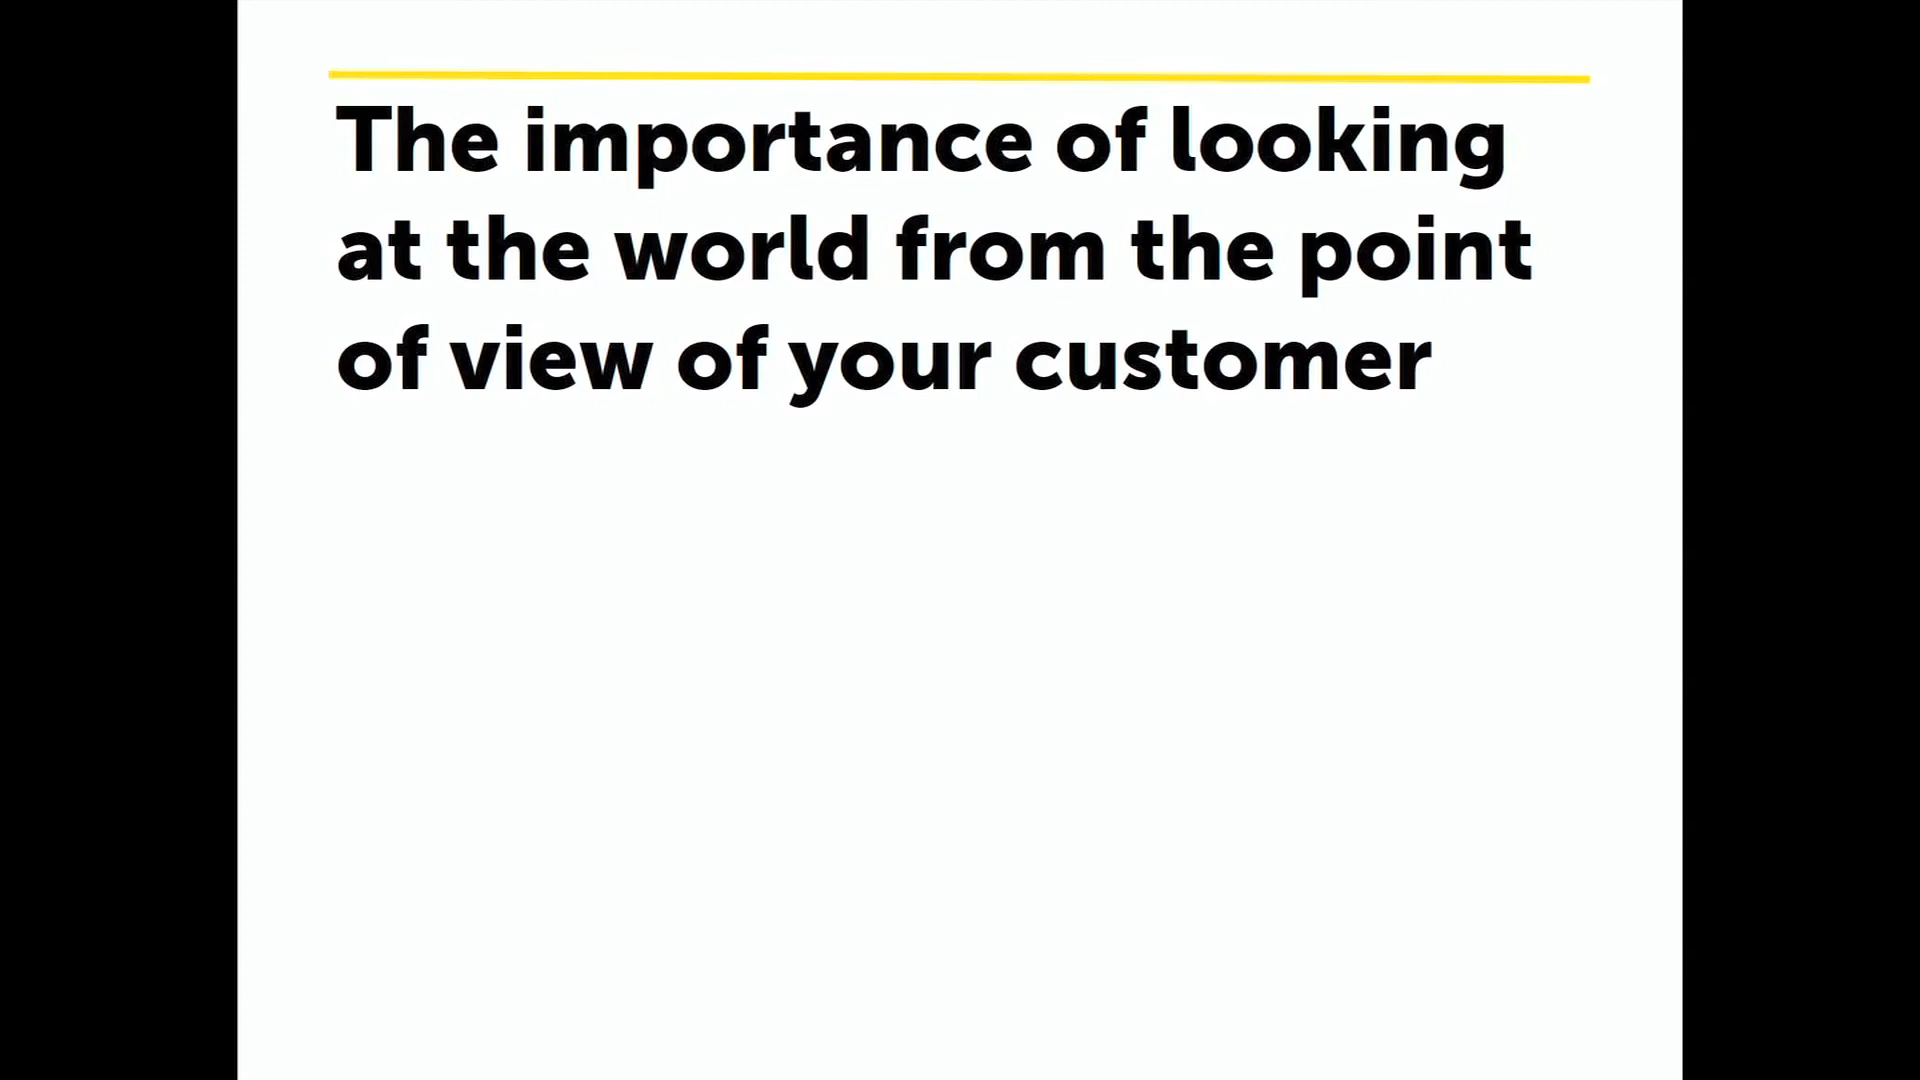 The importance of looking
at the world from the point
of view of your customer